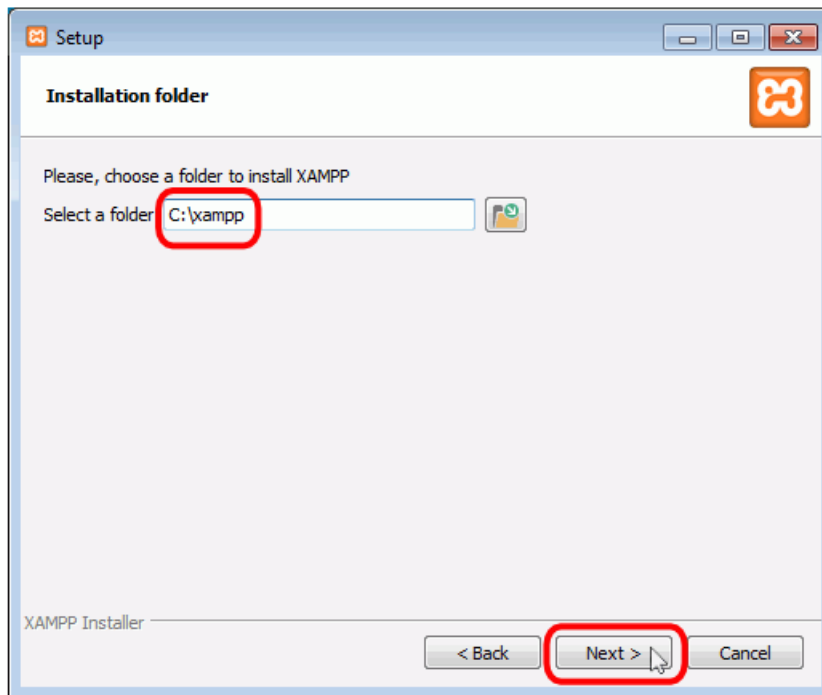 Setup
Installation folder
Please, choose a folder to install XAMPP
Select a folder C:\xampp
XAMPP Installer
< Back Next > Cancel